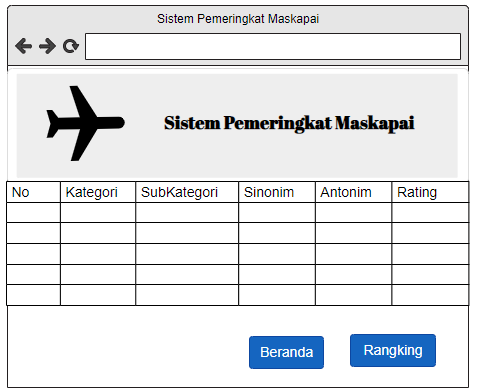 Sistem Pemeringkat Maskapai
Sistem Pemeringkat Maskapai
No Kategori SubKategori Sinonim Antonim Rating
Beranda Rangking